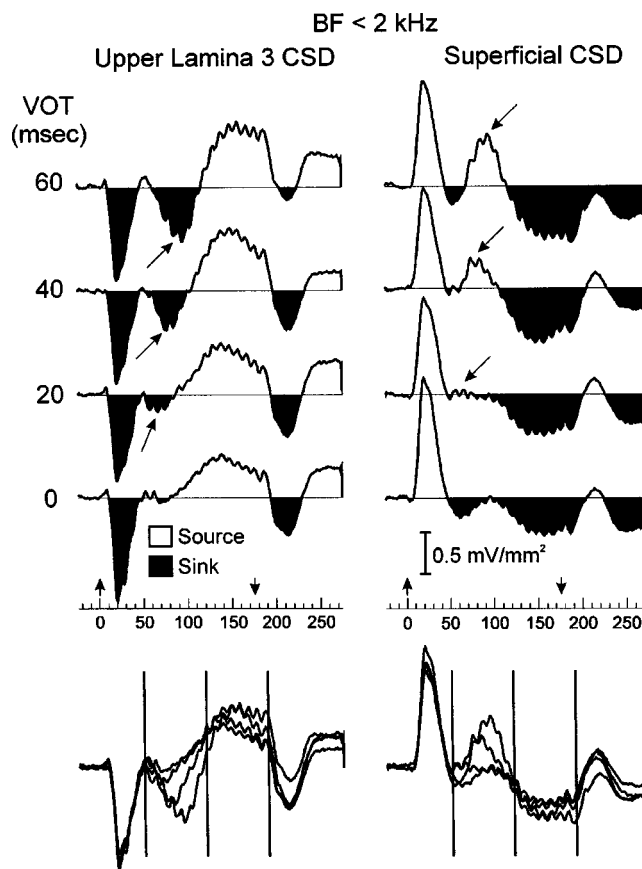 BF < 2 kHz
Upper Lamina 3 CSD Superficial CSD
VOT
(msec)
60
40
20
0
Source
Sink
0.5 mV/mm²
0 50 100 150 200 250 0 50 100 150 200 250